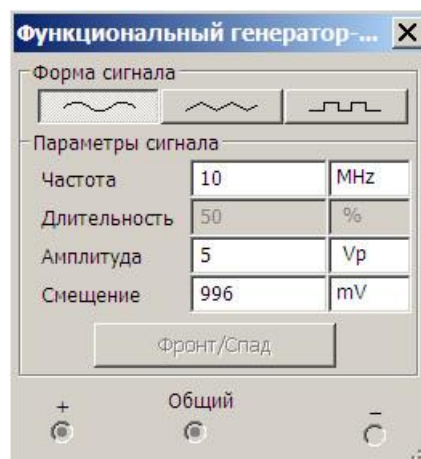 Функциональный генератор-...
Форма сигнала
Параметры сигнала
Частота 10 MHz
Длительность 50 %
Амплитуда 5 Vp
Смещение 996 mV
Фронт/Спад
+ Общий −